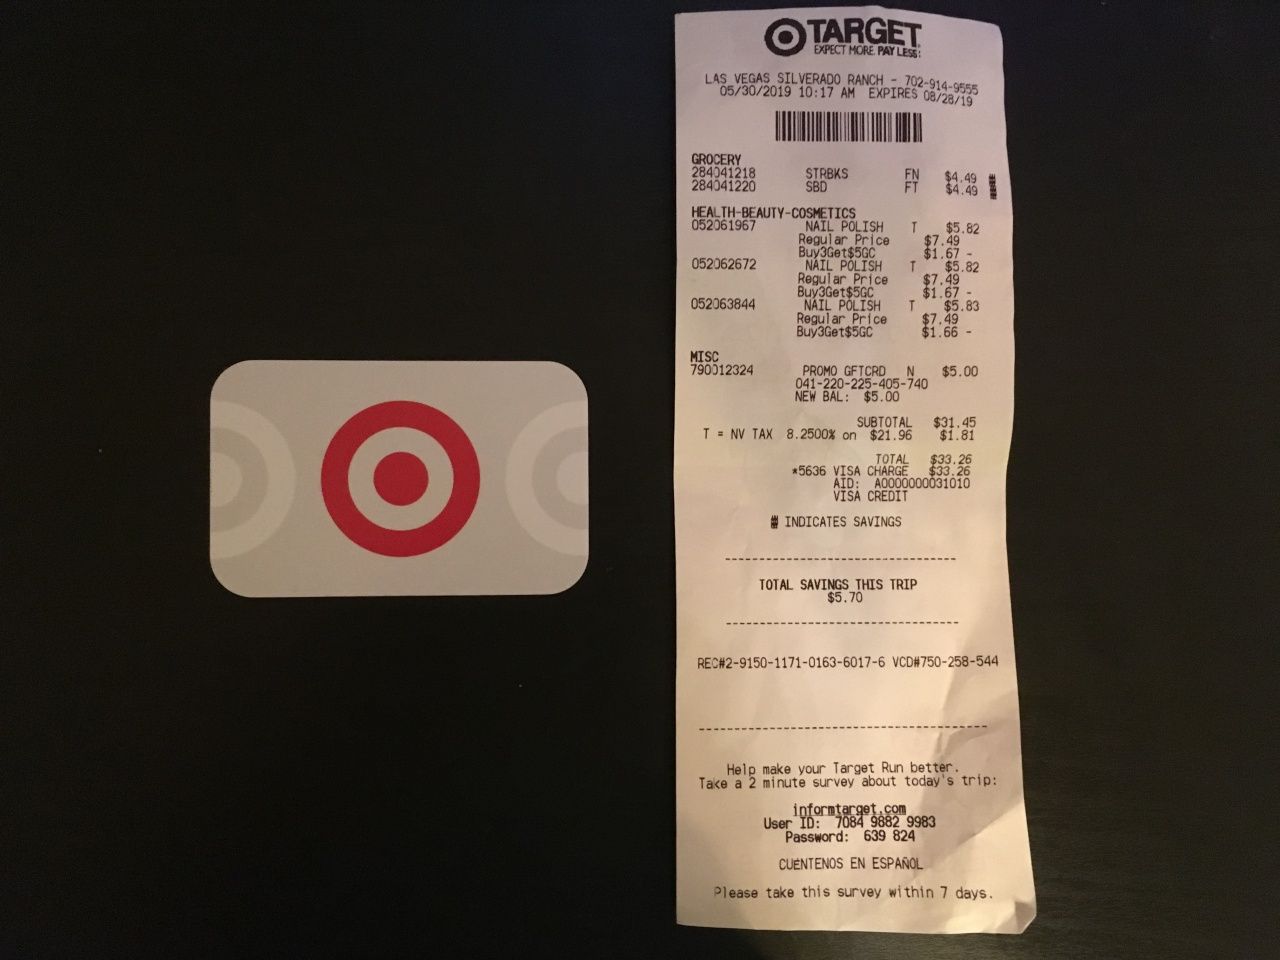 TARGET
EXPECT MORE. PAY LESS.
LAS VEGAS SILVERADO RANCH - 702-914-9555
05/30/2019 10:17 AM EXPIRES 08/28/19
GROCERY
284041218 STRBKS FN $4.49
284041220 SBD FT $4.49
HEALTH-BEAUTY-COSMETICS
052061967 NAIL POLISH T $5.82
Regular Price $7.49
Buy3Get$5GC $1.67 -
052062672 NAIL POLISH T $5.82
Regular Price $7.49
Buy3Get$5GC $1.67 -
052063844 NAIL POLISH T $5.83
Regular Price $7.49
Buy3Get$5GC $1.66 -
MISC
790012324 PROMO GFTCRD N $5.00
041-220-225-405-740
NEW BAL: $5.00
SUBTOTAL $31.45
T = NV TAX 8.2500% on $21.96 $1.81
TOTAL $33.26
*5636 VISA CHARGE $33.26
AID: A0000000031010
VISA CREDIT
INDICATES SAVINGS
TOTAL SAVINGS THIS TRIP
$5.70
REC#2-9150-1171-0163-6017-6 VCD#750-258-544
Help make your Target Run better.
Take a 2 minute survey about today's trip:
informtarget.com
User ID: 7084 9882 9983
Password: 639 824
CUÉNTENOS EN ESPAÑOL
Please take this survey within 7 days.